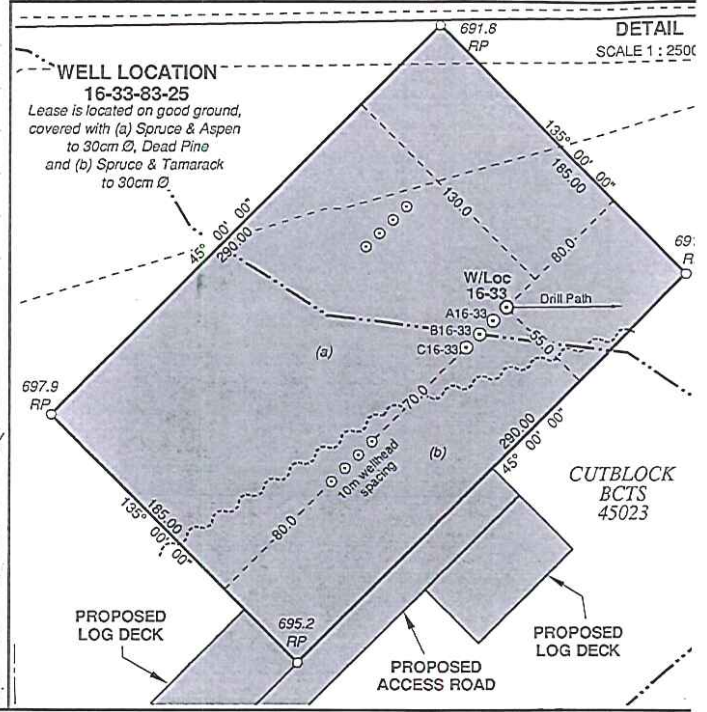 DETAIL
SCALE 1 : 2500
WELL LOCATION
16-33-83-25
Lease is located on good ground,
covered with (a) Spruce & Aspen
to 30cm Ø, Dead Pine
and (b) Spruce & Tamarack
to 30cm Ø
691.8
RP
135° 00' 00"
185.00
45° 00' 00"
290.00
130.0
80.0
W/Loc
16-33
Drill Path
A16-33
B16-33
C16-33
55.0
(a)
697.9
RP
70.0
(b)
290.00
45° 00' 00"
10m wellhead
spacing
80.0
185.00
135° 00' 00"
CUTBLOCK
BCTS
45023
PROPOSED
LOG DECK
695.2
RP
PROPOSED
ACCESS ROAD
PROPOSED
LOG DECK